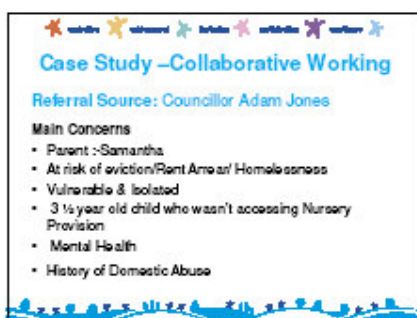 Case Study –Collaborative Working
Referral Source: Councillor Adam Jones
Main Concerns
• Parent :-Samantha
• At risk of eviction/Rent Arrear/ Homelessness
• Vulnerable & Isolated
• 3 ½ year old child who wasn't accessing Nursery
Provision
• Mental Health
• History of Domestic Abuse